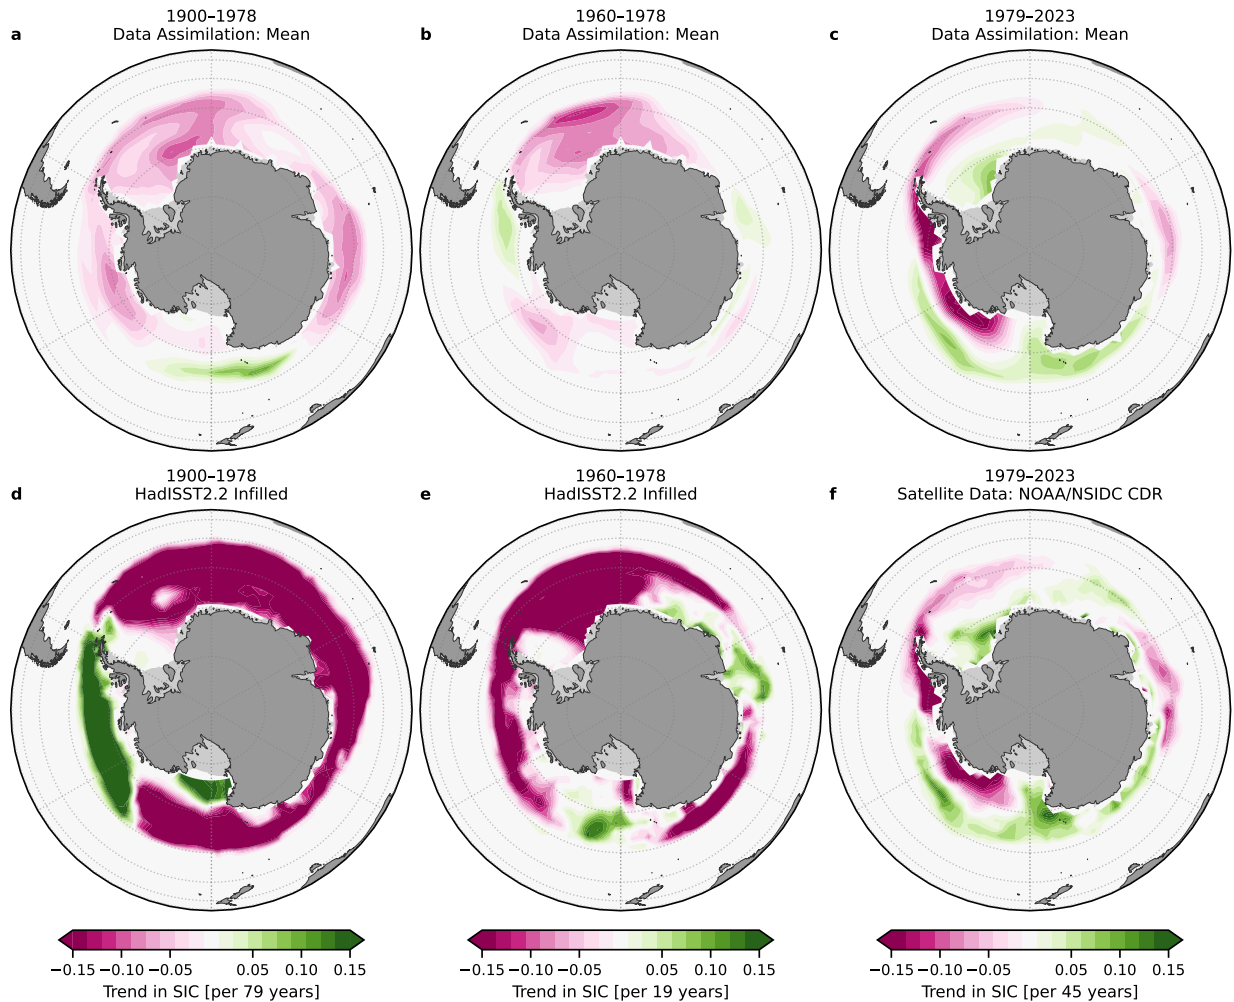 a
1900–1978
Data Assimilation: Mean
b
1960–1978
Data Assimilation: Mean
c
1979–2023
Data Assimilation: Mean
d
1900–1978
HadISST2.2 Infilled
e
1960–1978
HadISST2.2 Infilled
f
1979–2023
Satellite Data: NOAA/NSIDC CDR
−0.15 −0.10 −0.05 0.05 0.10 0.15
Trend in SIC [per 79 years]
−0.15 −0.10 −0.05 0.05 0.10 0.15
Trend in SIC [per 19 years]
−0.15 −0.10 −0.05 0.05 0.10 0.15
Trend in SIC [per 45 years]